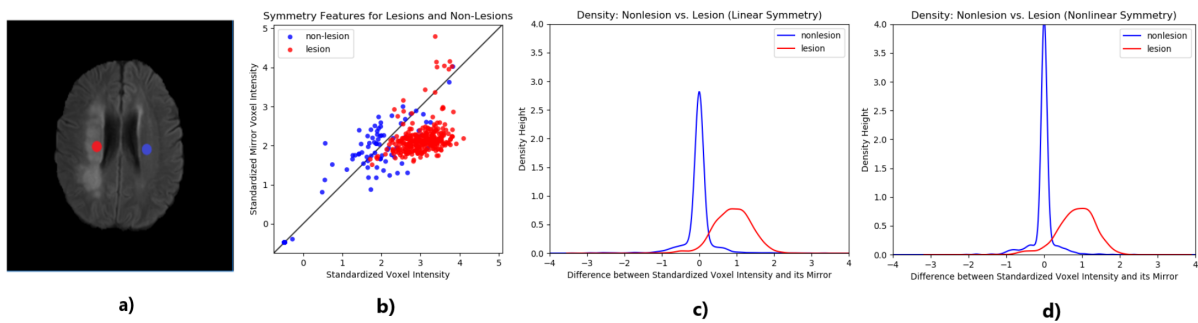 Symmetry Features for Lesions and Non-Lesions
non-lesion
lesion
Standardized Mirror Voxel Intensity
5
4
3
2
1
0
0 1 2 3 4 5
Standardized Voxel Intensity
Density: Nonlesion vs. Lesion (Linear Symmetry)
nonlesion
lesion
Density Height
4.0
3.5
3.0
2.5
2.0
1.5
1.0
0.5
0.0
−4 −3 −2 −1 0 1 2 3 4
Difference between Standardized Voxel Intensity and its Mirror
Density: Nonlesion vs. Lesion (Nonlinear Symmetry)
nonlesion
lesion
Density Height
4.0
3.5
3.0
2.5
2.0
1.5
1.0
0.5
0.0
−4 −3 −2 −1 0 1 2 3 4
Difference between Standardized Voxel Intensity and its Mirror
a)
b)
c)
d)